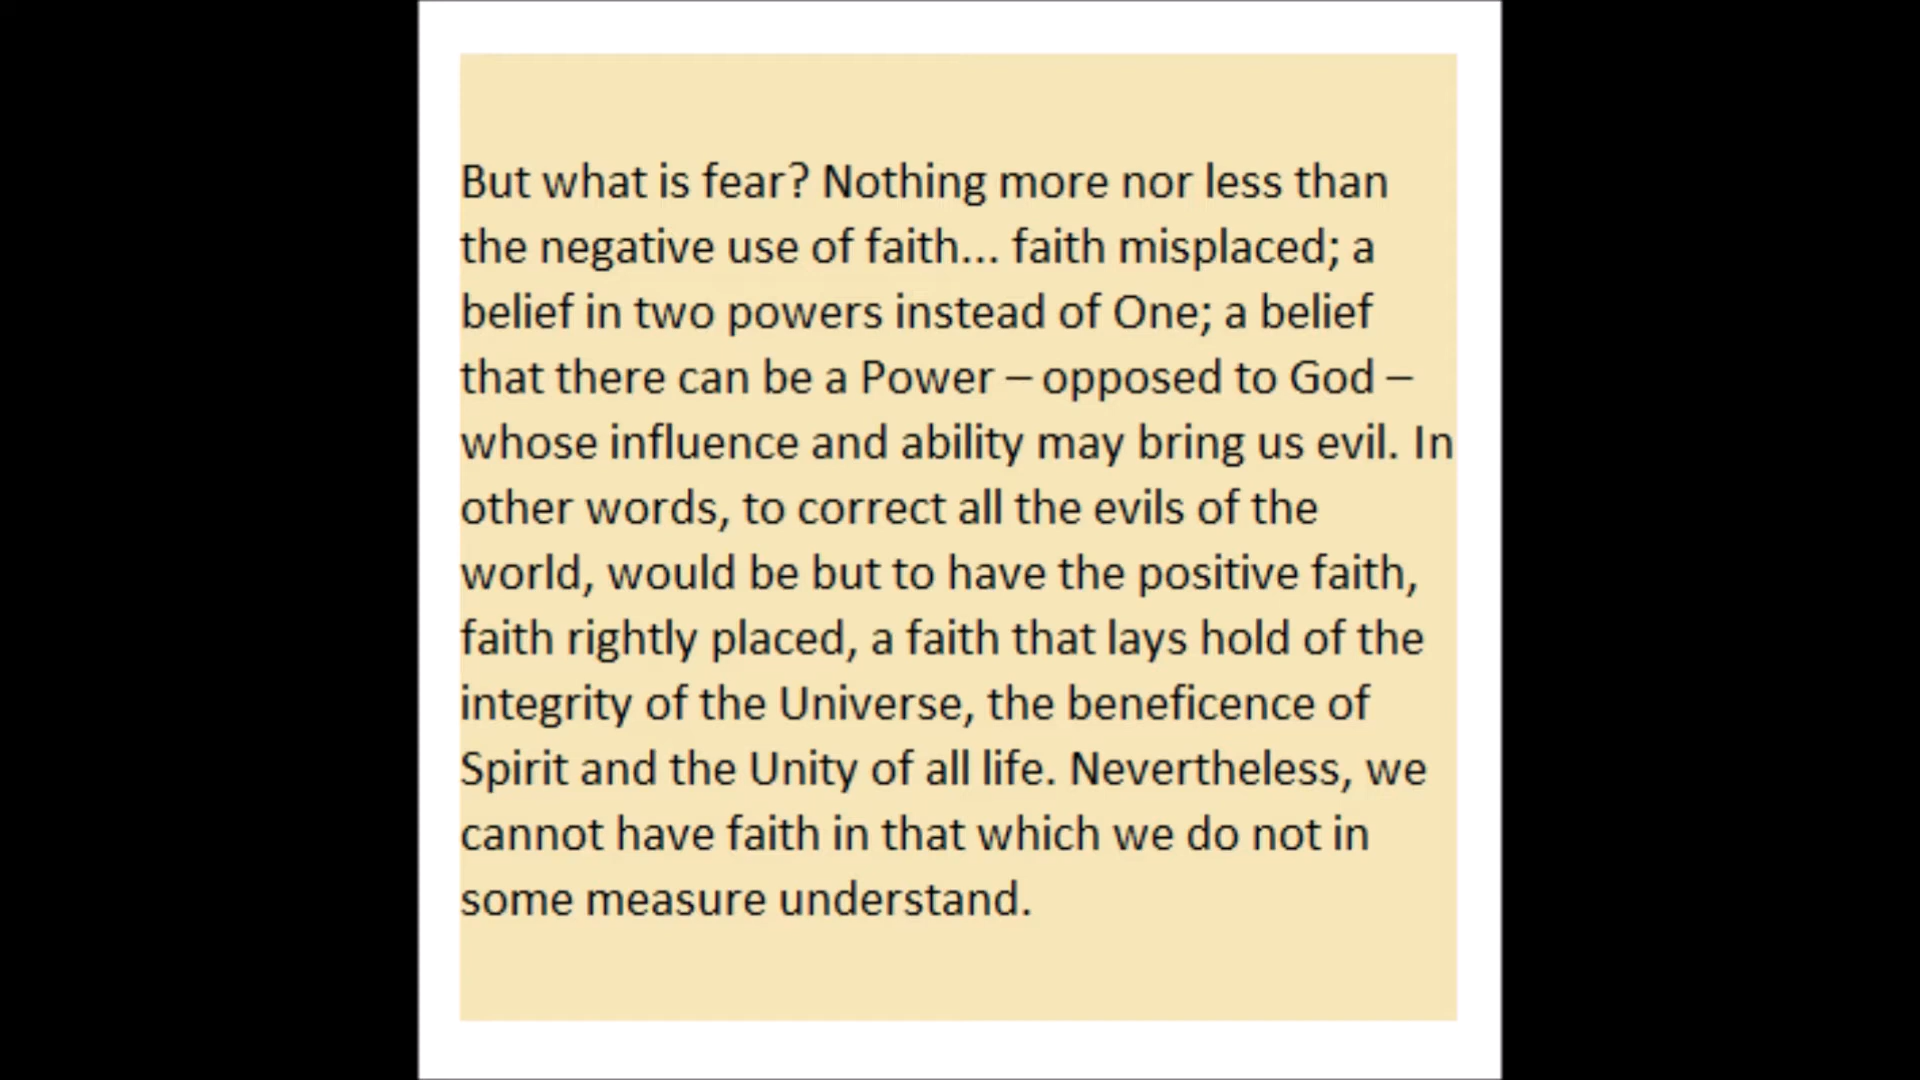 But what is fear? Nothing more nor less than
the negative use of faith... faith misplaced; a
belief in two powers instead of One; a belief
that there can be a Power – opposed to God –
whose influence and ability may bring us evil. In
other words, to correct all the evils of the
world, would be but to have the positive faith,
faith rightly placed, a faith that lays hold of the
integrity of the Universe, the beneficence of
Spirit and the Unity of all life. Nevertheless, we
cannot have faith in that which we do not in
some measure understand.